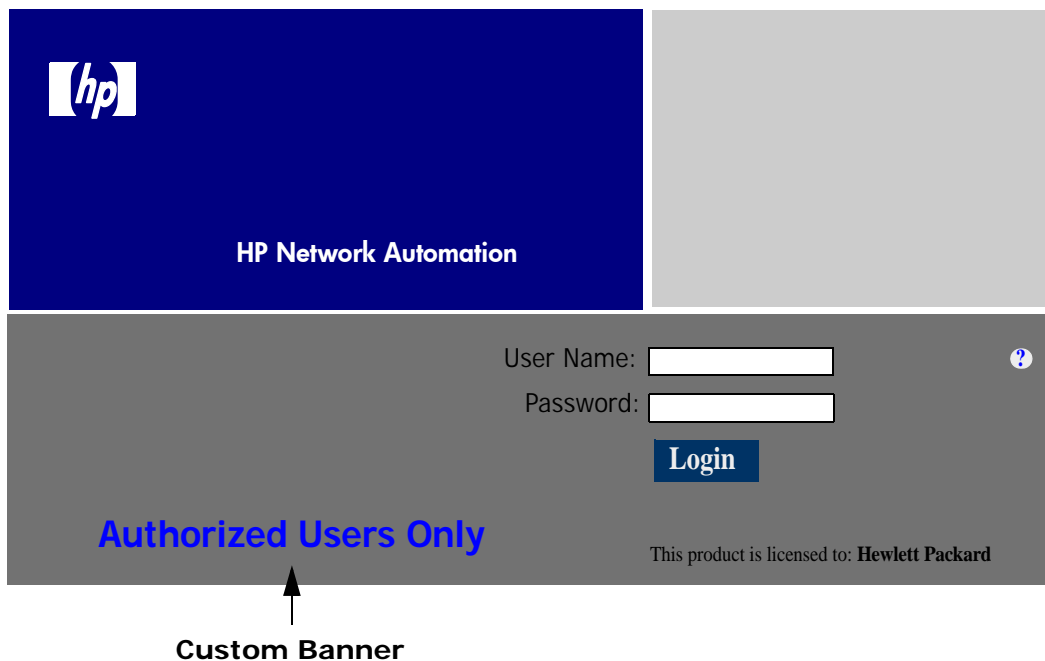 hp
HP Network Automation
User Name:
?
Password:
Login
Authorized Users Only
This product is licensed to: Hewlett Packard
Custom Banner